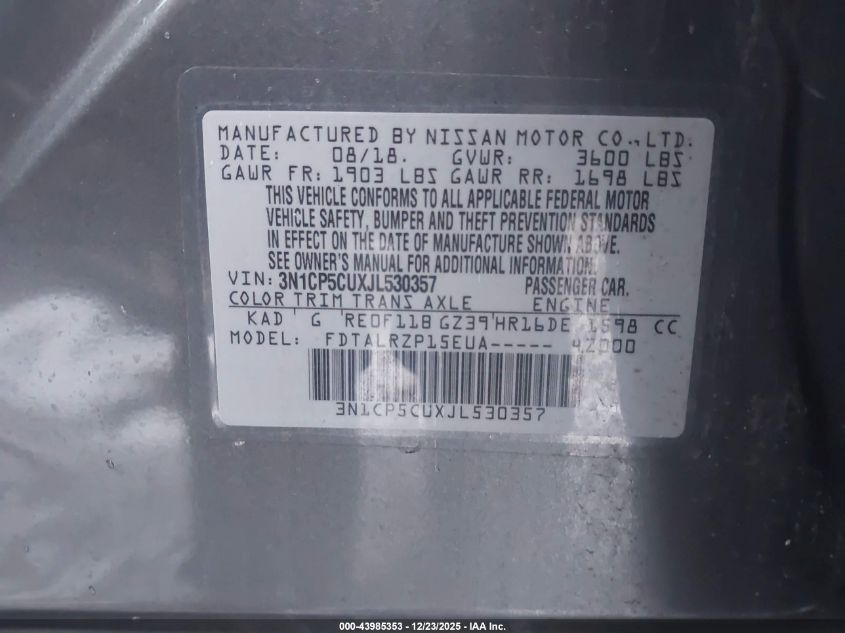 MANUFACTURED BY NISSAN MOTOR CO., LTD.
DATE: 08/18. GVWR: 3600 LBS
GAWR FR: 1903 LBS GAWR RR: 1698 LBS
THIS VEHICLE CONFORMS TO ALL APPLICABLE FEDERAL MOTOR
VEHICLE SAFETY, BUMPER AND THEFT PREVENTION STANDARDS
IN EFFECT ON THE DATE OF MANUFACTURE SHOWN ABOVE.
SEE OWNER'S MANUAL FOR ADDITIONAL INFORMATION.
VIN: 3N1CP5CUXJL530357 PASSENGER CAR.
COLOR TRIM TRANS AXLE ENGINE
KAD G RE0F11B GZ39 HR16DE 1598 CC
MODEL: FDTALRZP15EUA----- 42000
3N1CP5CUXJL530357
000-43985353 – 12/23/2025 – IAA Inc.